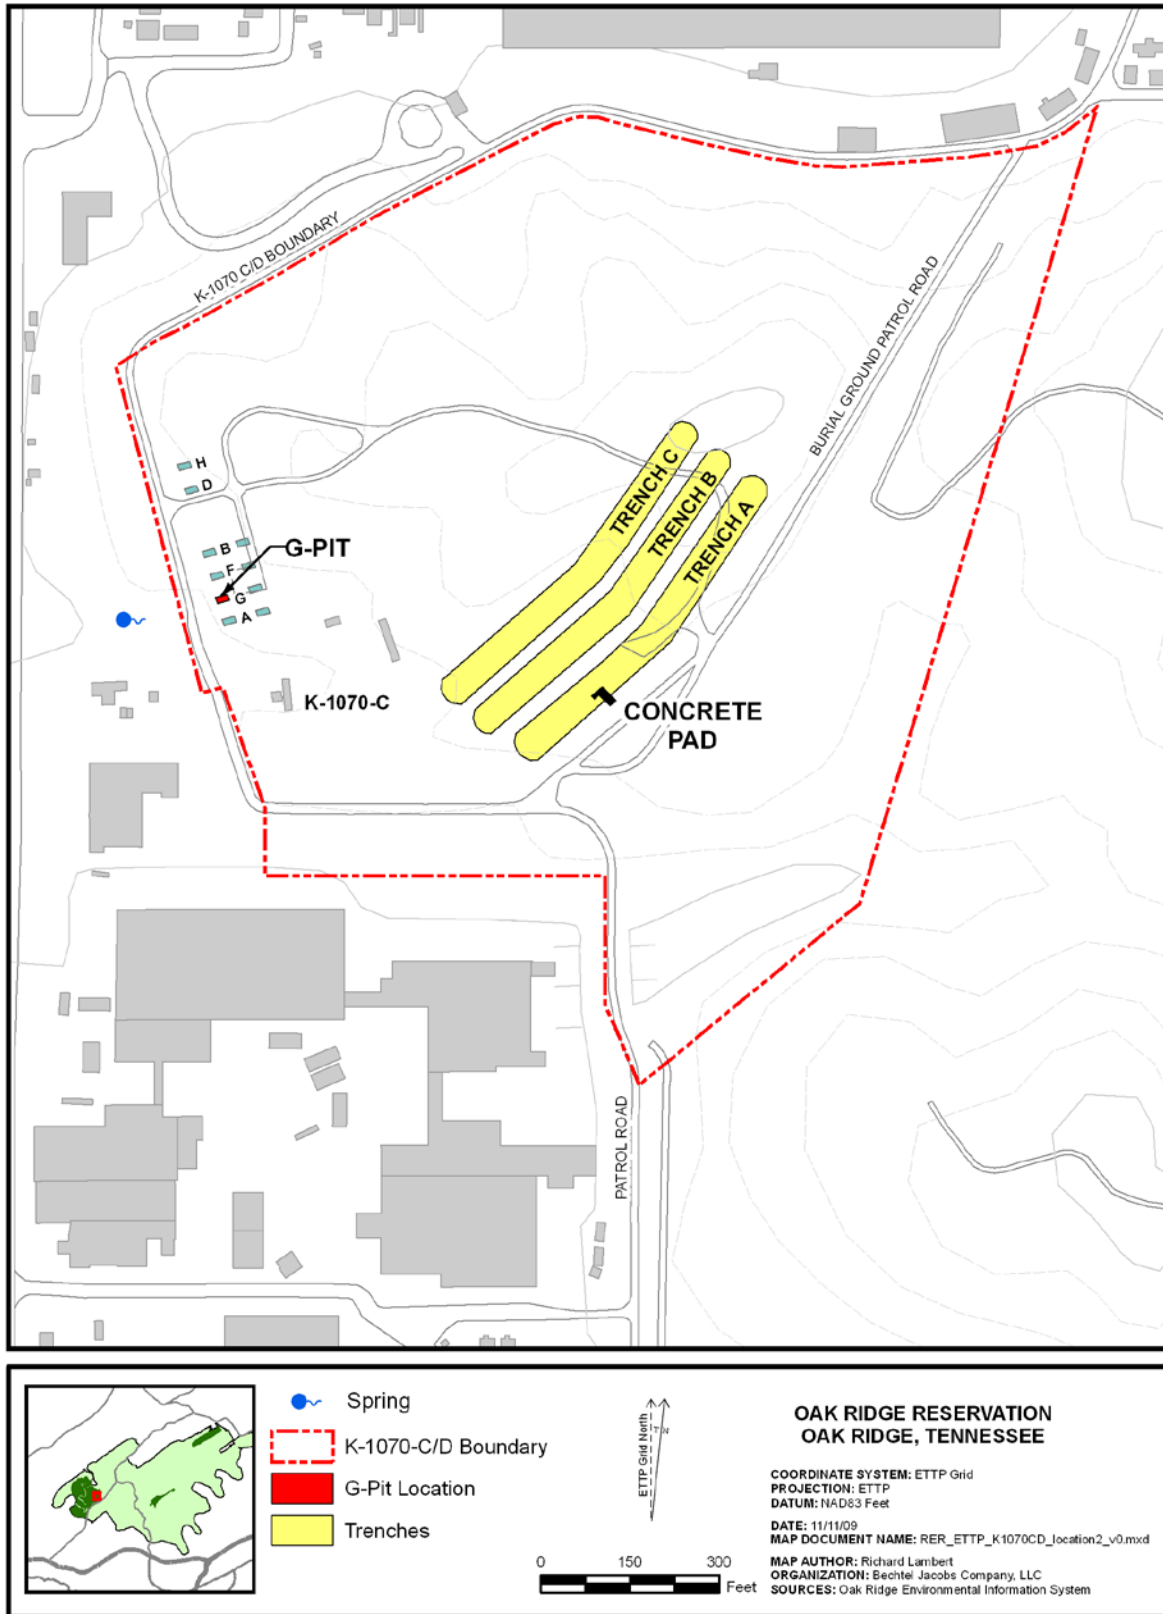 K-1070 C/D BOUNDARY
BURIAL GROUND PATROL ROAD
H
D
B
F
G
A
G-PIT
TRENCH C
TRENCH B
TRENCH A
K-1070-C
CONCRETE
PAD
PATROL ROAD
Spring
K-1070-C/D Boundary
G-Pit Location
Trenches
ETTP Grid North
T N
0 150 300
Feet
OAK RIDGE RESERVATION
OAK RIDGE, TENNESSEE
COORDINATE SYSTEM: ETTP Grid
PROJECTION: ETTP
DATUM: NAD83 Feet
DATE: 11/11/09
MAP DOCUMENT NAME: RER_ETTP_K1070CD_location2_v0.mxd
MAP AUTHOR: Richard Lambert
ORGANIZATION: Bechtel Jacobs Company, LLC
SOURCES: Oak Ridge Environmental Information System